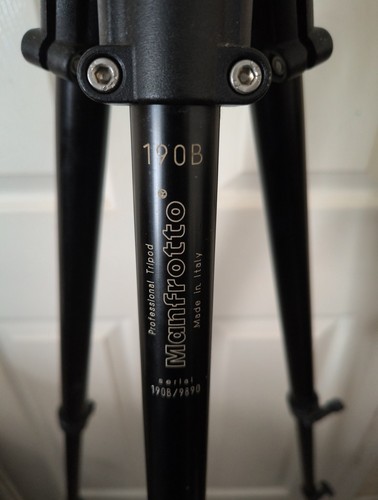 190B
Professional Tripod
Manfrotto®
Made in Italy
serial
190B/9890